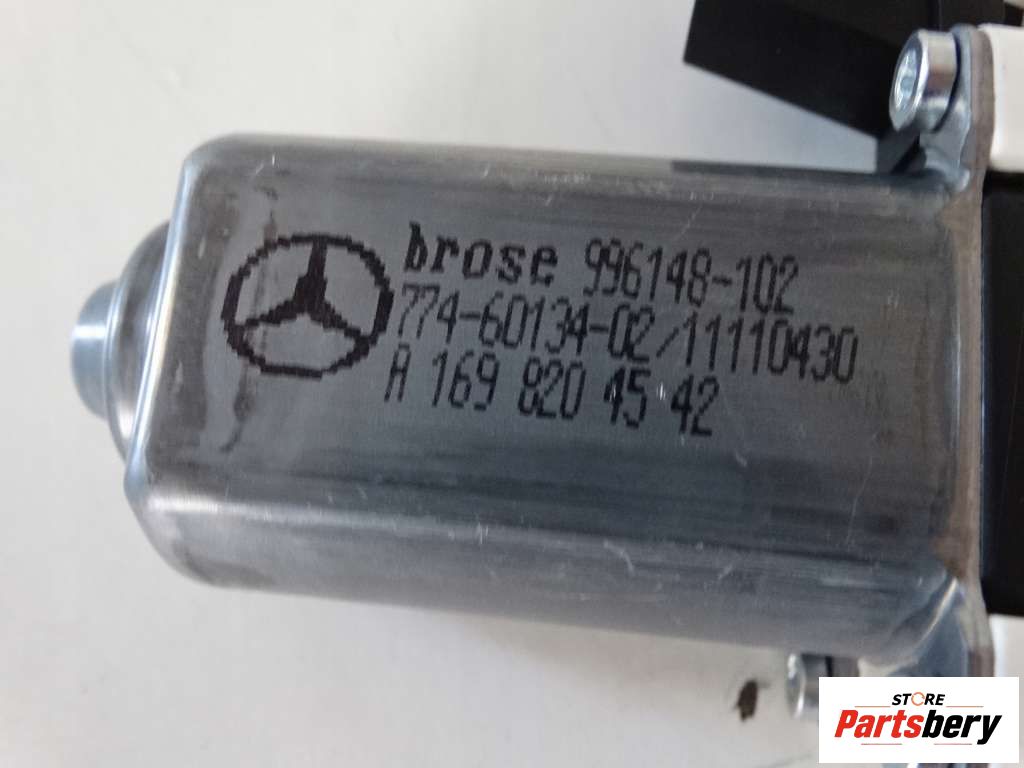 brose 996148-102
774-60134-02/11110430
A 169 820 45 42
STORE
Partsbery